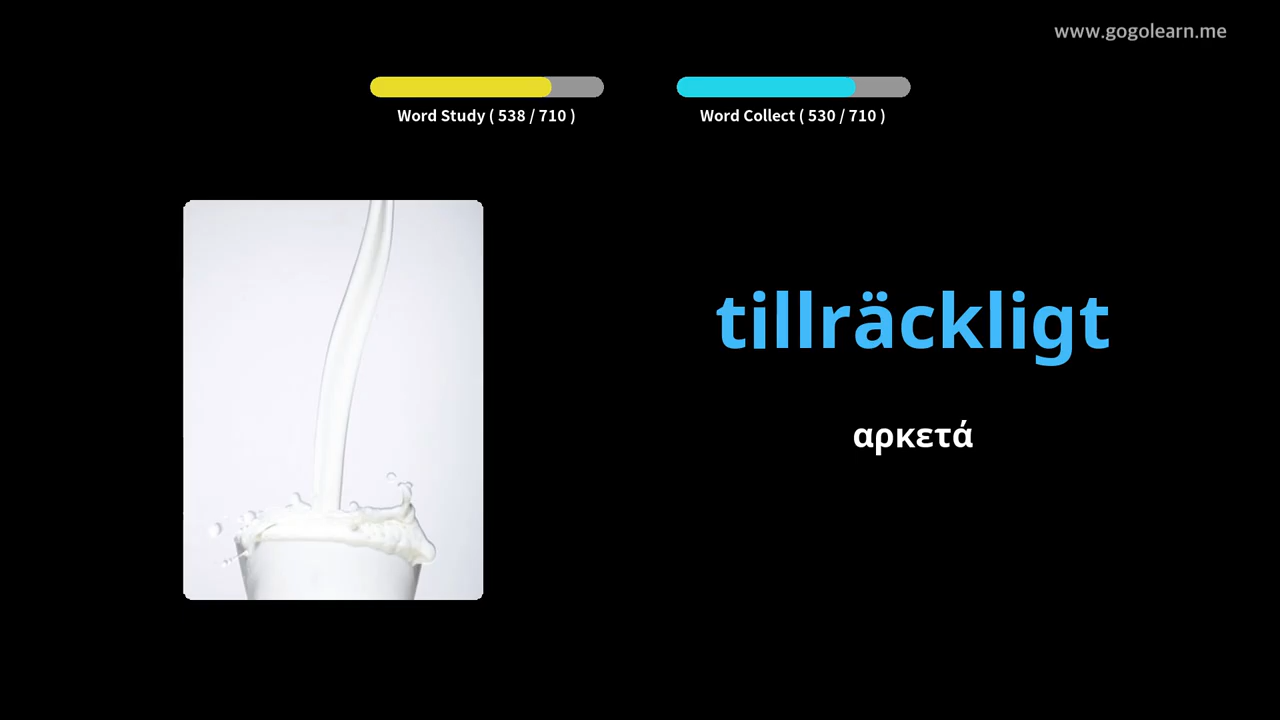 www.gogolearn.me
Word Study ( 538 / 710 )
Word Collect ( 530 / 710 )
tillräckligt
αρκετά